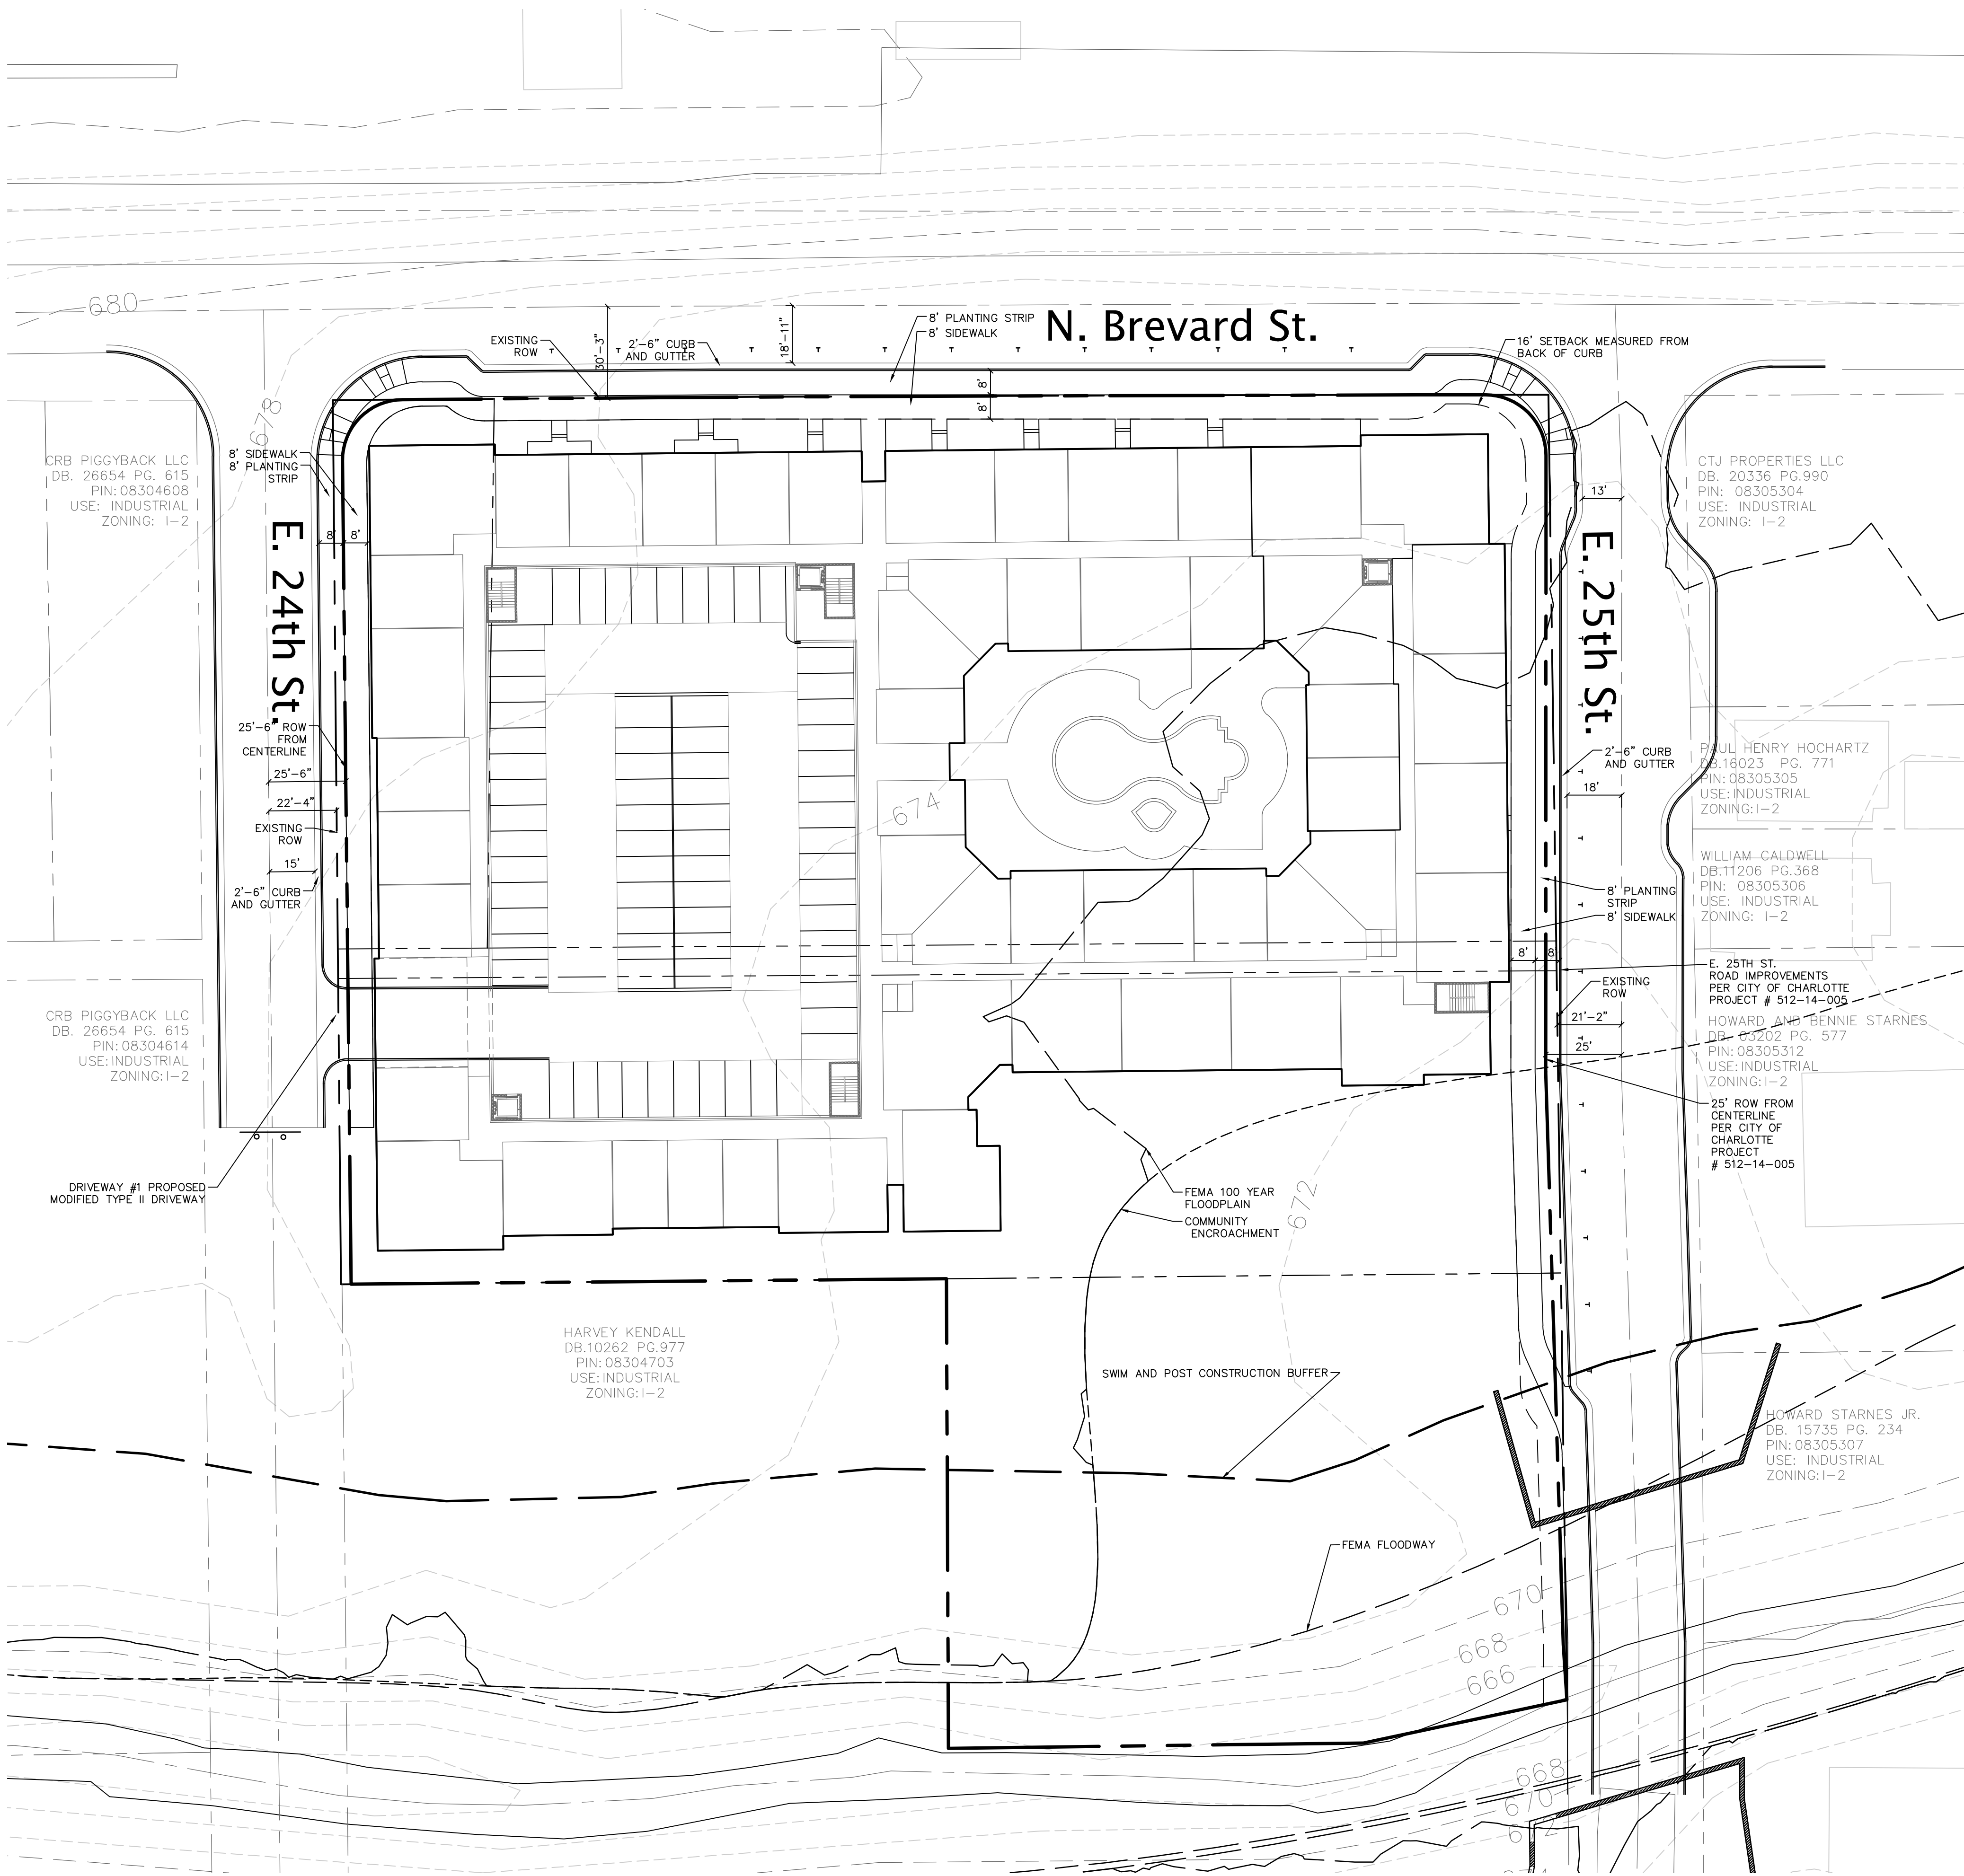 680
EXISTING
ROW
30'-3"
2'-6" CURB
AND GUTTER
18'-11"
8' PLANTING STRIP
8' SIDEWALK
N. Brevard St.
16' SETBACK MEASURED FROM
BACK OF CURB
8'
8'
678
CRB PIGGYBACK LLC
DB. 26654 PG. 615
PIN: 08304608
USE: INDUSTRIAL
ZONING: I-2
8' SIDEWALK
8' PLANTING
STRIP
8'
8'
E. 24th St.
CTJ PROPERTIES LLC
DB. 20336 PG.990
PIN: 08305304
USE: INDUSTRIAL
ZONING: I-2
13'
E. 25th St.
25'-6" ROW
FROM
CENTERLINE
25'-6"
22'-4"
EXISTING
ROW
15'
2'-6" CURB
AND GUTTER
674
2'-6" CURB
AND GUTTER
18'
PAUL HENRY HOCHARTZ
DB.16023 PG. 771
PIN: 08305305
USE: INDUSTRIAL
ZONING: I-2
WILLIAM CALDWELL
DB.11206 PG.368
PIN: 08305306
USE: INDUSTRIAL
ZONING: I-2
8' PLANTING
STRIP
8' SIDEWALK
8'
8'
E. 25TH ST.
ROAD IMPROVEMENTS
PER CITY OF CHARLOTTE
PROJECT # 512-14-005
EXISTING
ROW
21'-2"
25'
HOWARD AND BENNIE STARNES
DB. 03202 PG. 577
PIN: 08305312
USE: INDUSTRIAL
ZONING: I-2
25' ROW FROM
CENTERLINE
PER CITY OF
CHARLOTTE
PROJECT
# 512-14-005
CRB PIGGYBACK LLC
DB. 26654 PG. 615
PIN: 08304614
USE: INDUSTRIAL
ZONING: I-2
DRIVEWAY #1 PROPOSED
MODIFIED TYPE II DRIVEWAY
FEMA 100 YEAR
FLOODPLAIN
COMMUNITY
ENCROACHMENT
672
HARVEY KENDALL
DB.10262 PG.977
PIN: 08304703
USE: INDUSTRIAL
ZONING: I-2
SWIM AND POST CONSTRUCTION BUFFER
HOWARD STARNES JR.
DB. 15735 PG. 234
PIN: 08305307
USE: INDUSTRIAL
ZONING: I-2
FEMA FLOODWAY
670
668
666
668
670
672
674